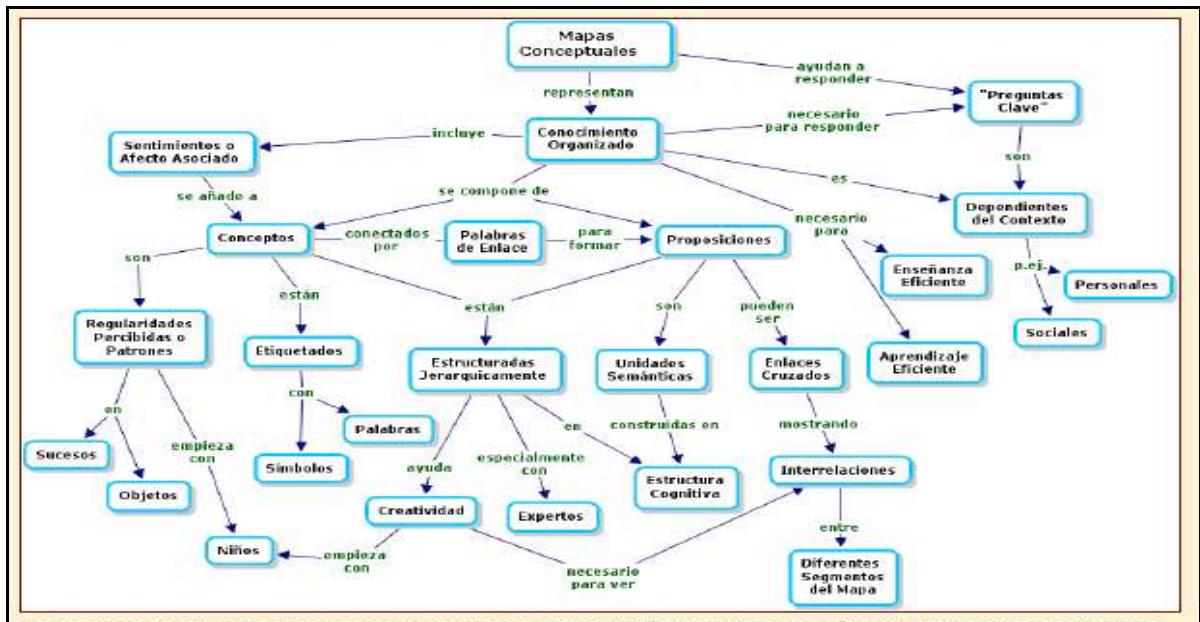 Mapas
Conceptuales
ayudan a
responder
representan
"Preguntas
Clave"
necesario
para responder
Conocimiento
Organizado
incluye
Sentimientos o
Afecto Asociado
son
es
se añade a
se compone de
necesario
para
Dependientes
del Contexto
Conceptos
conectados
por
Palabras
de Enlace
para
formar
Proposiciones
son
están
están
son
pueden
ser
Enseñanza
Eficiente
p.ej.
Personales
Sociales
Regularidades
Percibidas o
Patrones
Etiquetados
Estructuradas
Jerarquicamente
Unidades
Semánticas
Enlaces
Cruzados
Aprendizaje
Eficiente
en
con
Palabras
en
construidas en
mostrando
Sucesos
empieza
con
Símbolos
ayuda
especialmente
con
Interrelaciones
Objetos
Creatividad
Expertos
Estructura
Cognitiva
entre
Niños
empieza
con
necesario
para ver
Diferentes
Segmentos
del Mapa